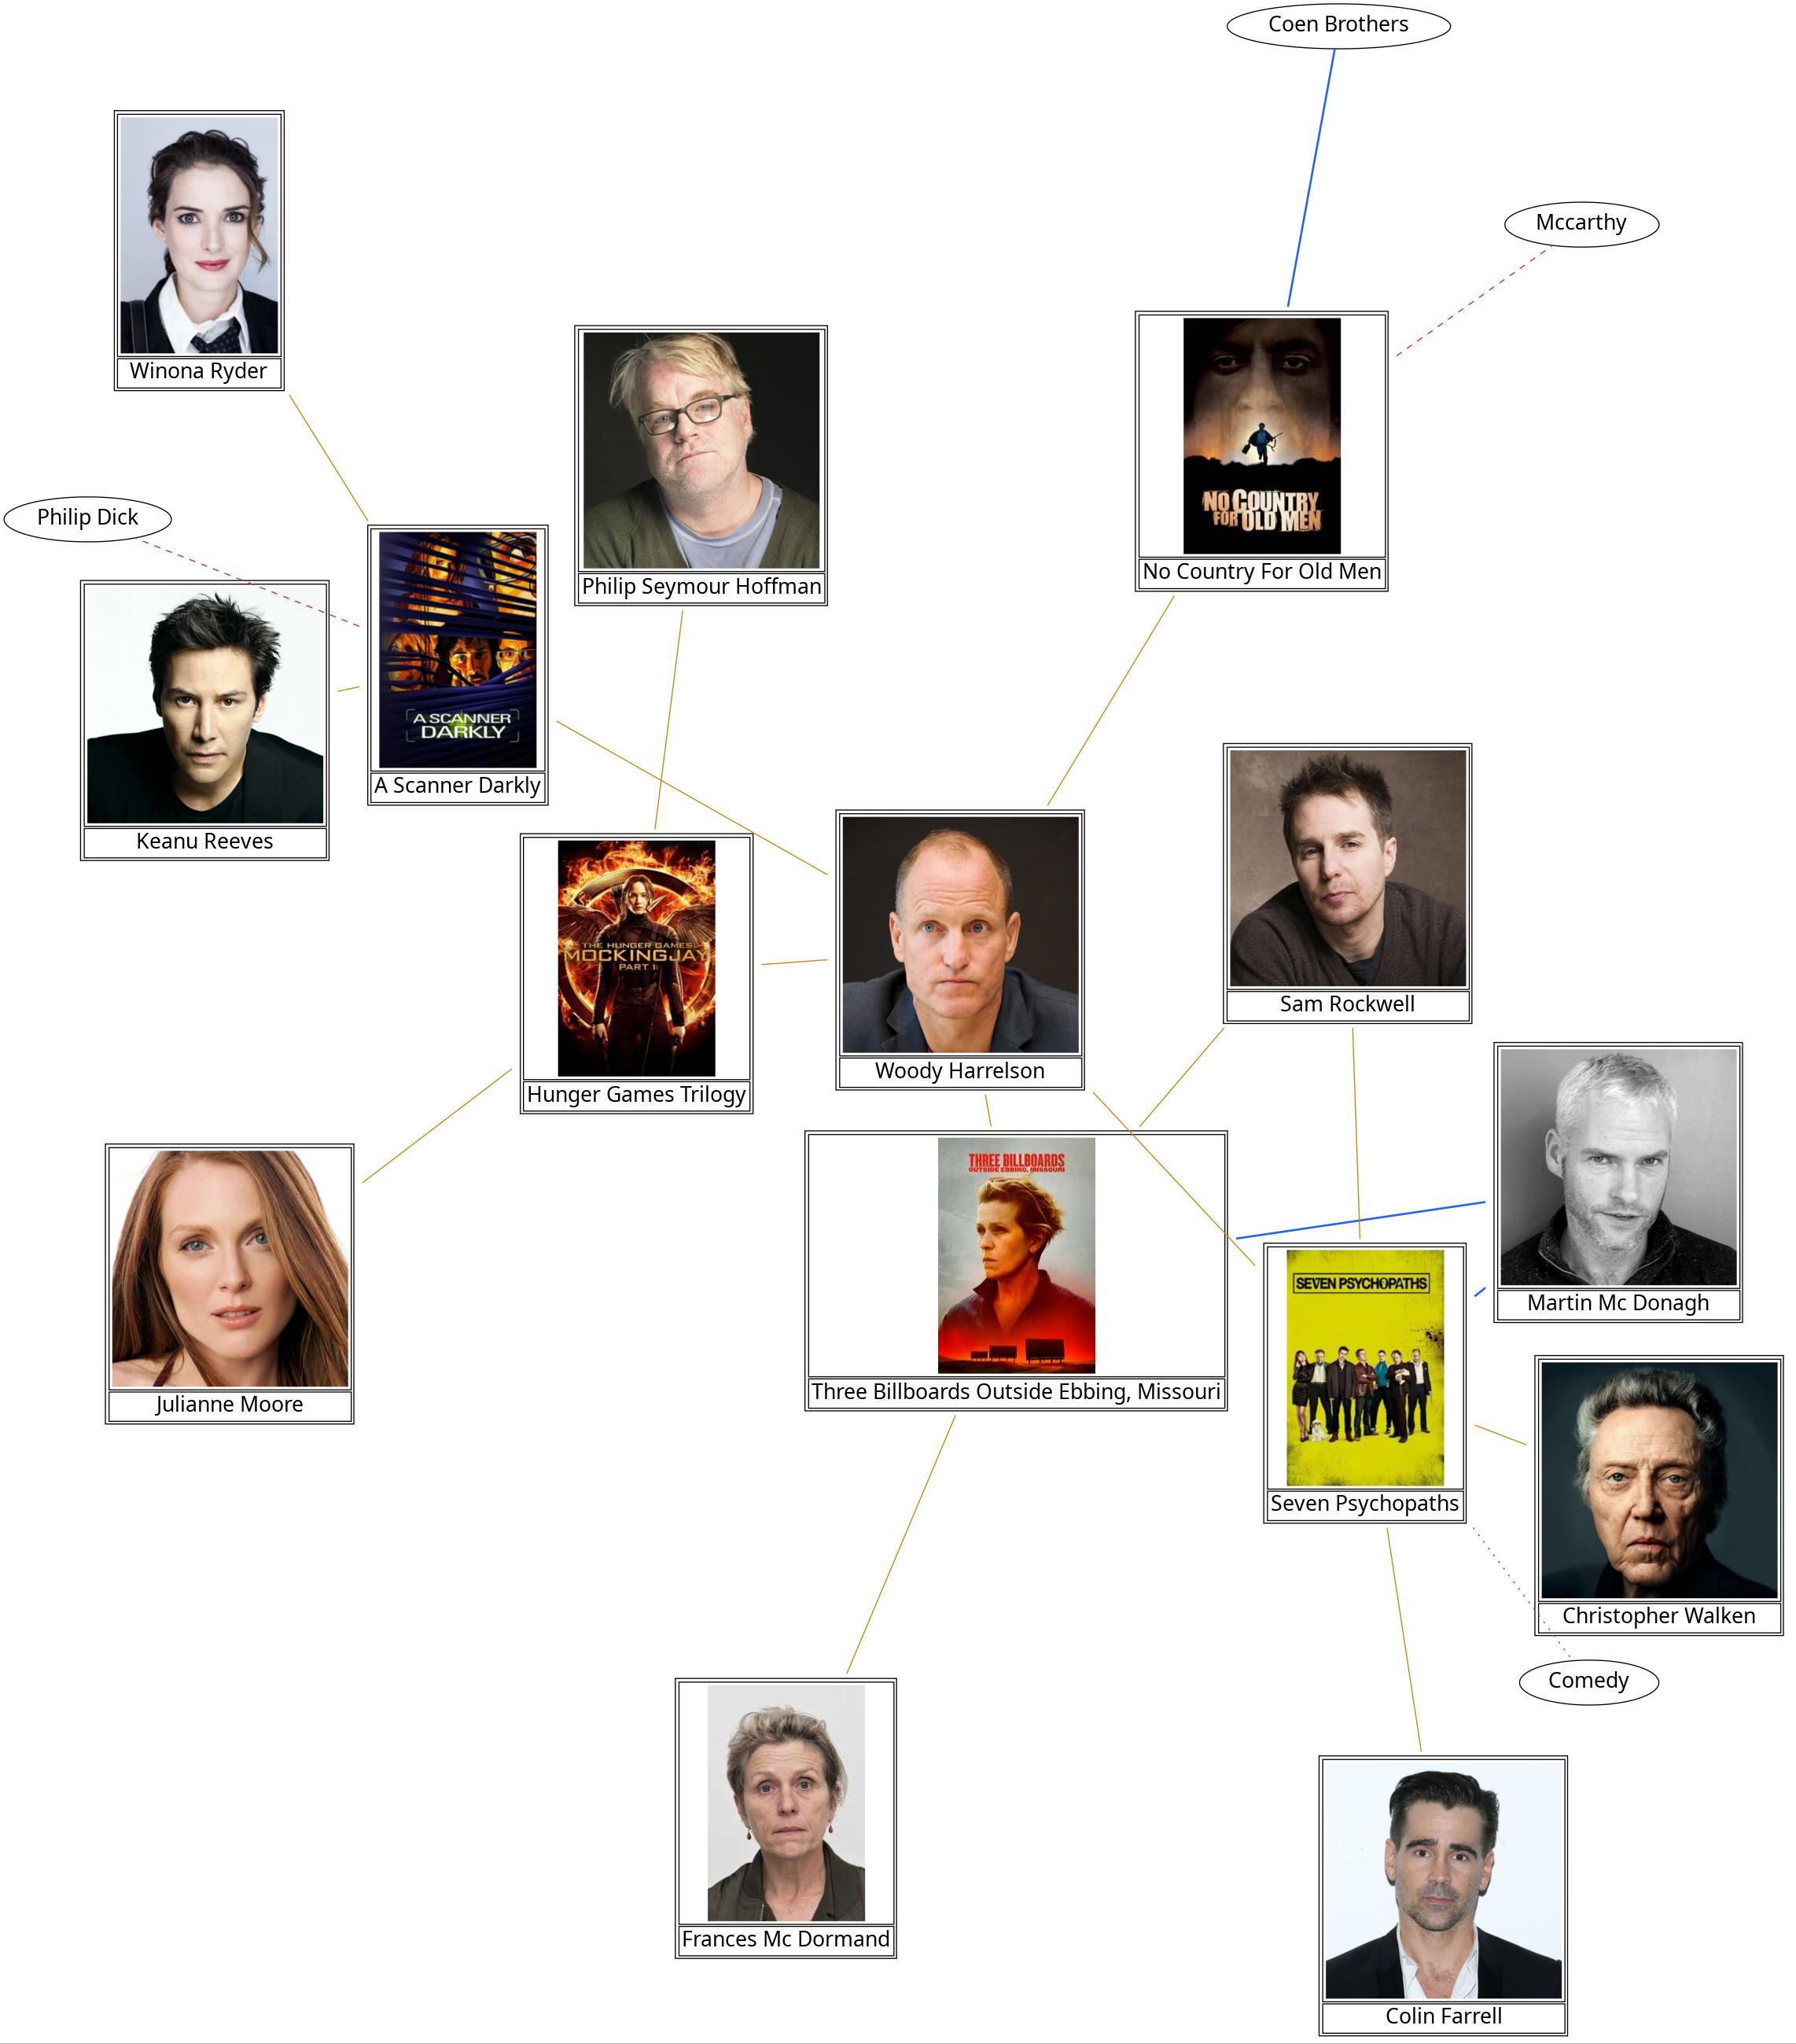 Coen Brothers
Mccarthy
Winona Ryder
Philip Dick
NO COUNTRY
FOR OLD MEN
No Country For Old Men
Philip Seymour Hoffman
A SCANNER
DARKLY
A Scanner Darkly
Keanu Reeves
THE HUNGER GAMES
MOCKINGJAY
PART 1
Hunger Games Trilogy
Woody Harrelson
Sam Rockwell
THREE BILLBOARDS
OUTSIDE EBBING, MISSOURI
Three Billboards Outside Ebbing, Missouri
Martin Mc Donagh
SEVEN PSYCHOPATHS
Seven Psychopaths
Julianne Moore
Christopher Walken
Comedy
Frances Mc Dormand
Colin Farrell